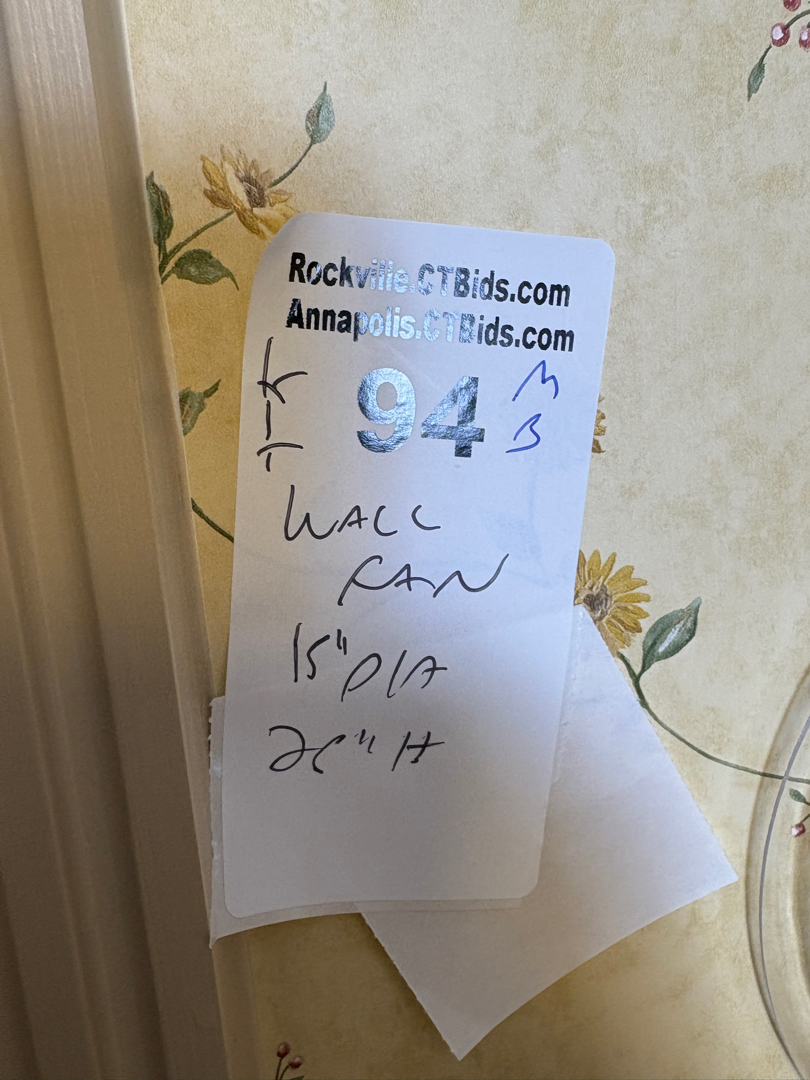 Rockville.CTBids.com
Annapolis.CTBids.com
94
M
B
WALL
FAN
15" DIA
26" H